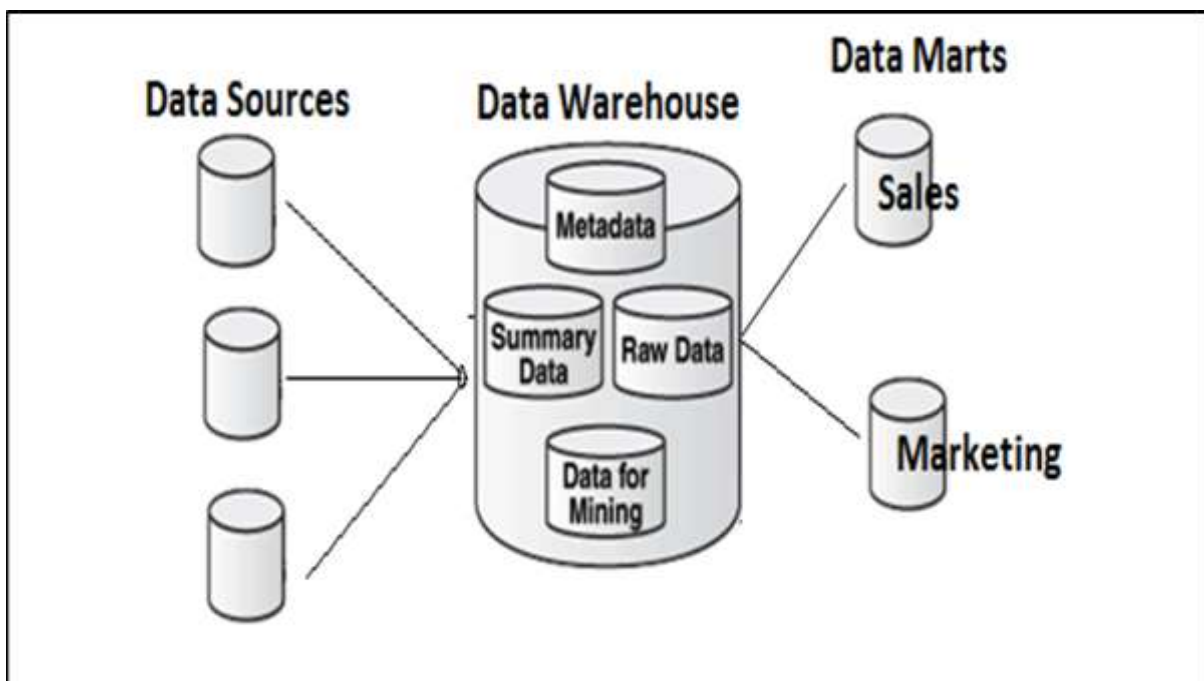 Data Sources
Data Warehouse
Data Marts
Metadata
Summary
Data
Raw Data
Data for
Mining
Sales
Marketing